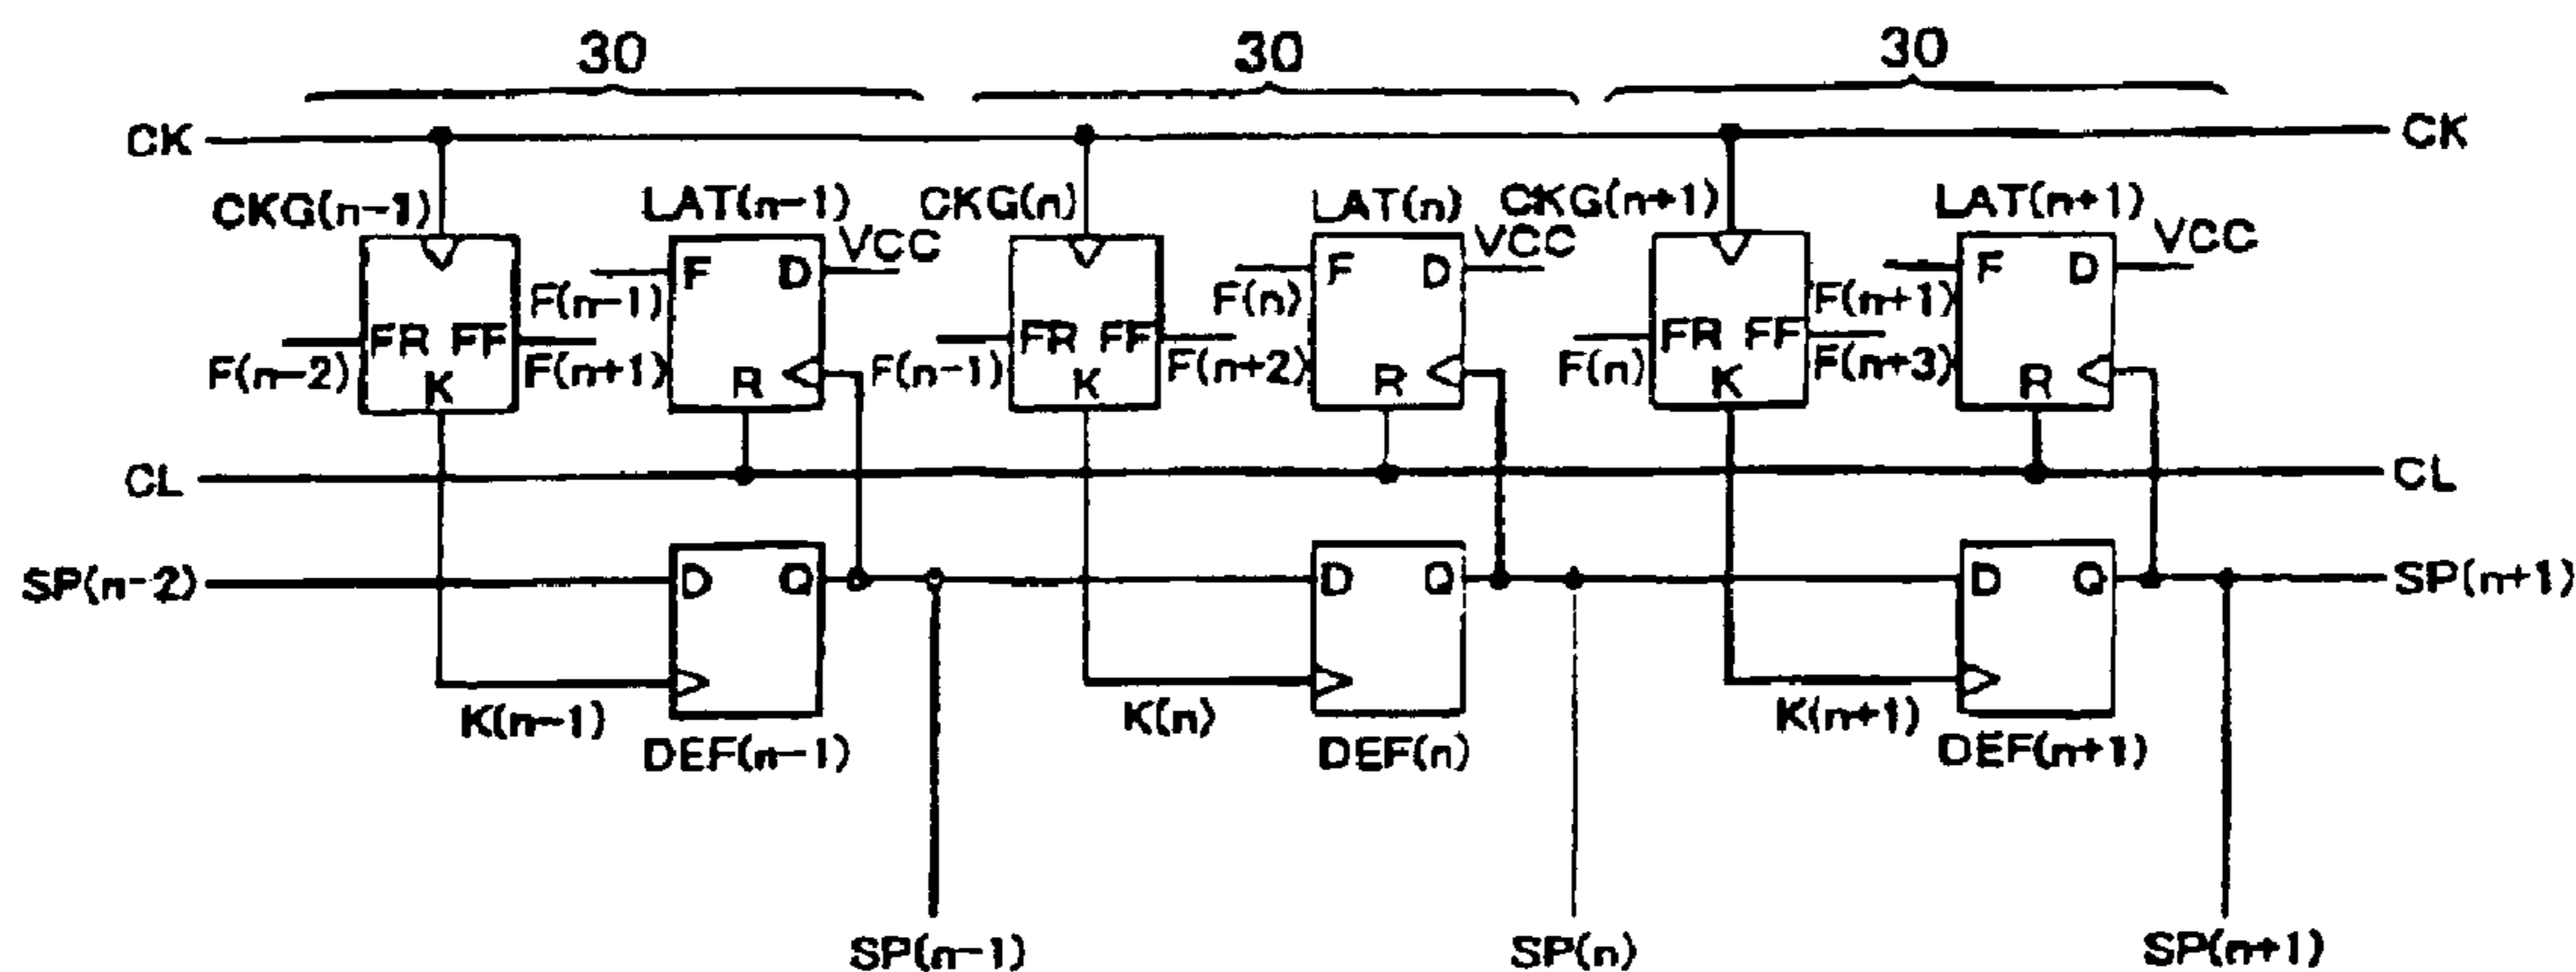 30 30 30
CK CK
CKG(n-1) LAT(n-1) CKG(n) LAT(n) CKG(n+1) LAT(n+1)
VCC VCC VCC
F D F D F D
F(n-1) F(n) F(n+1)
FR FF FR FF FR FF
F(n-2) K F(n+1) R F(n-1) K F(n+2) R F(n) K F(n+3) R
CL CL
SP(n-2) D Q D Q D Q SP(n+1)
K(n-1) K(n) K(n+1)
DEF(n-1) DEF(n) DEF(n+1)
SP(n-1) SP(n) SP(n+1)